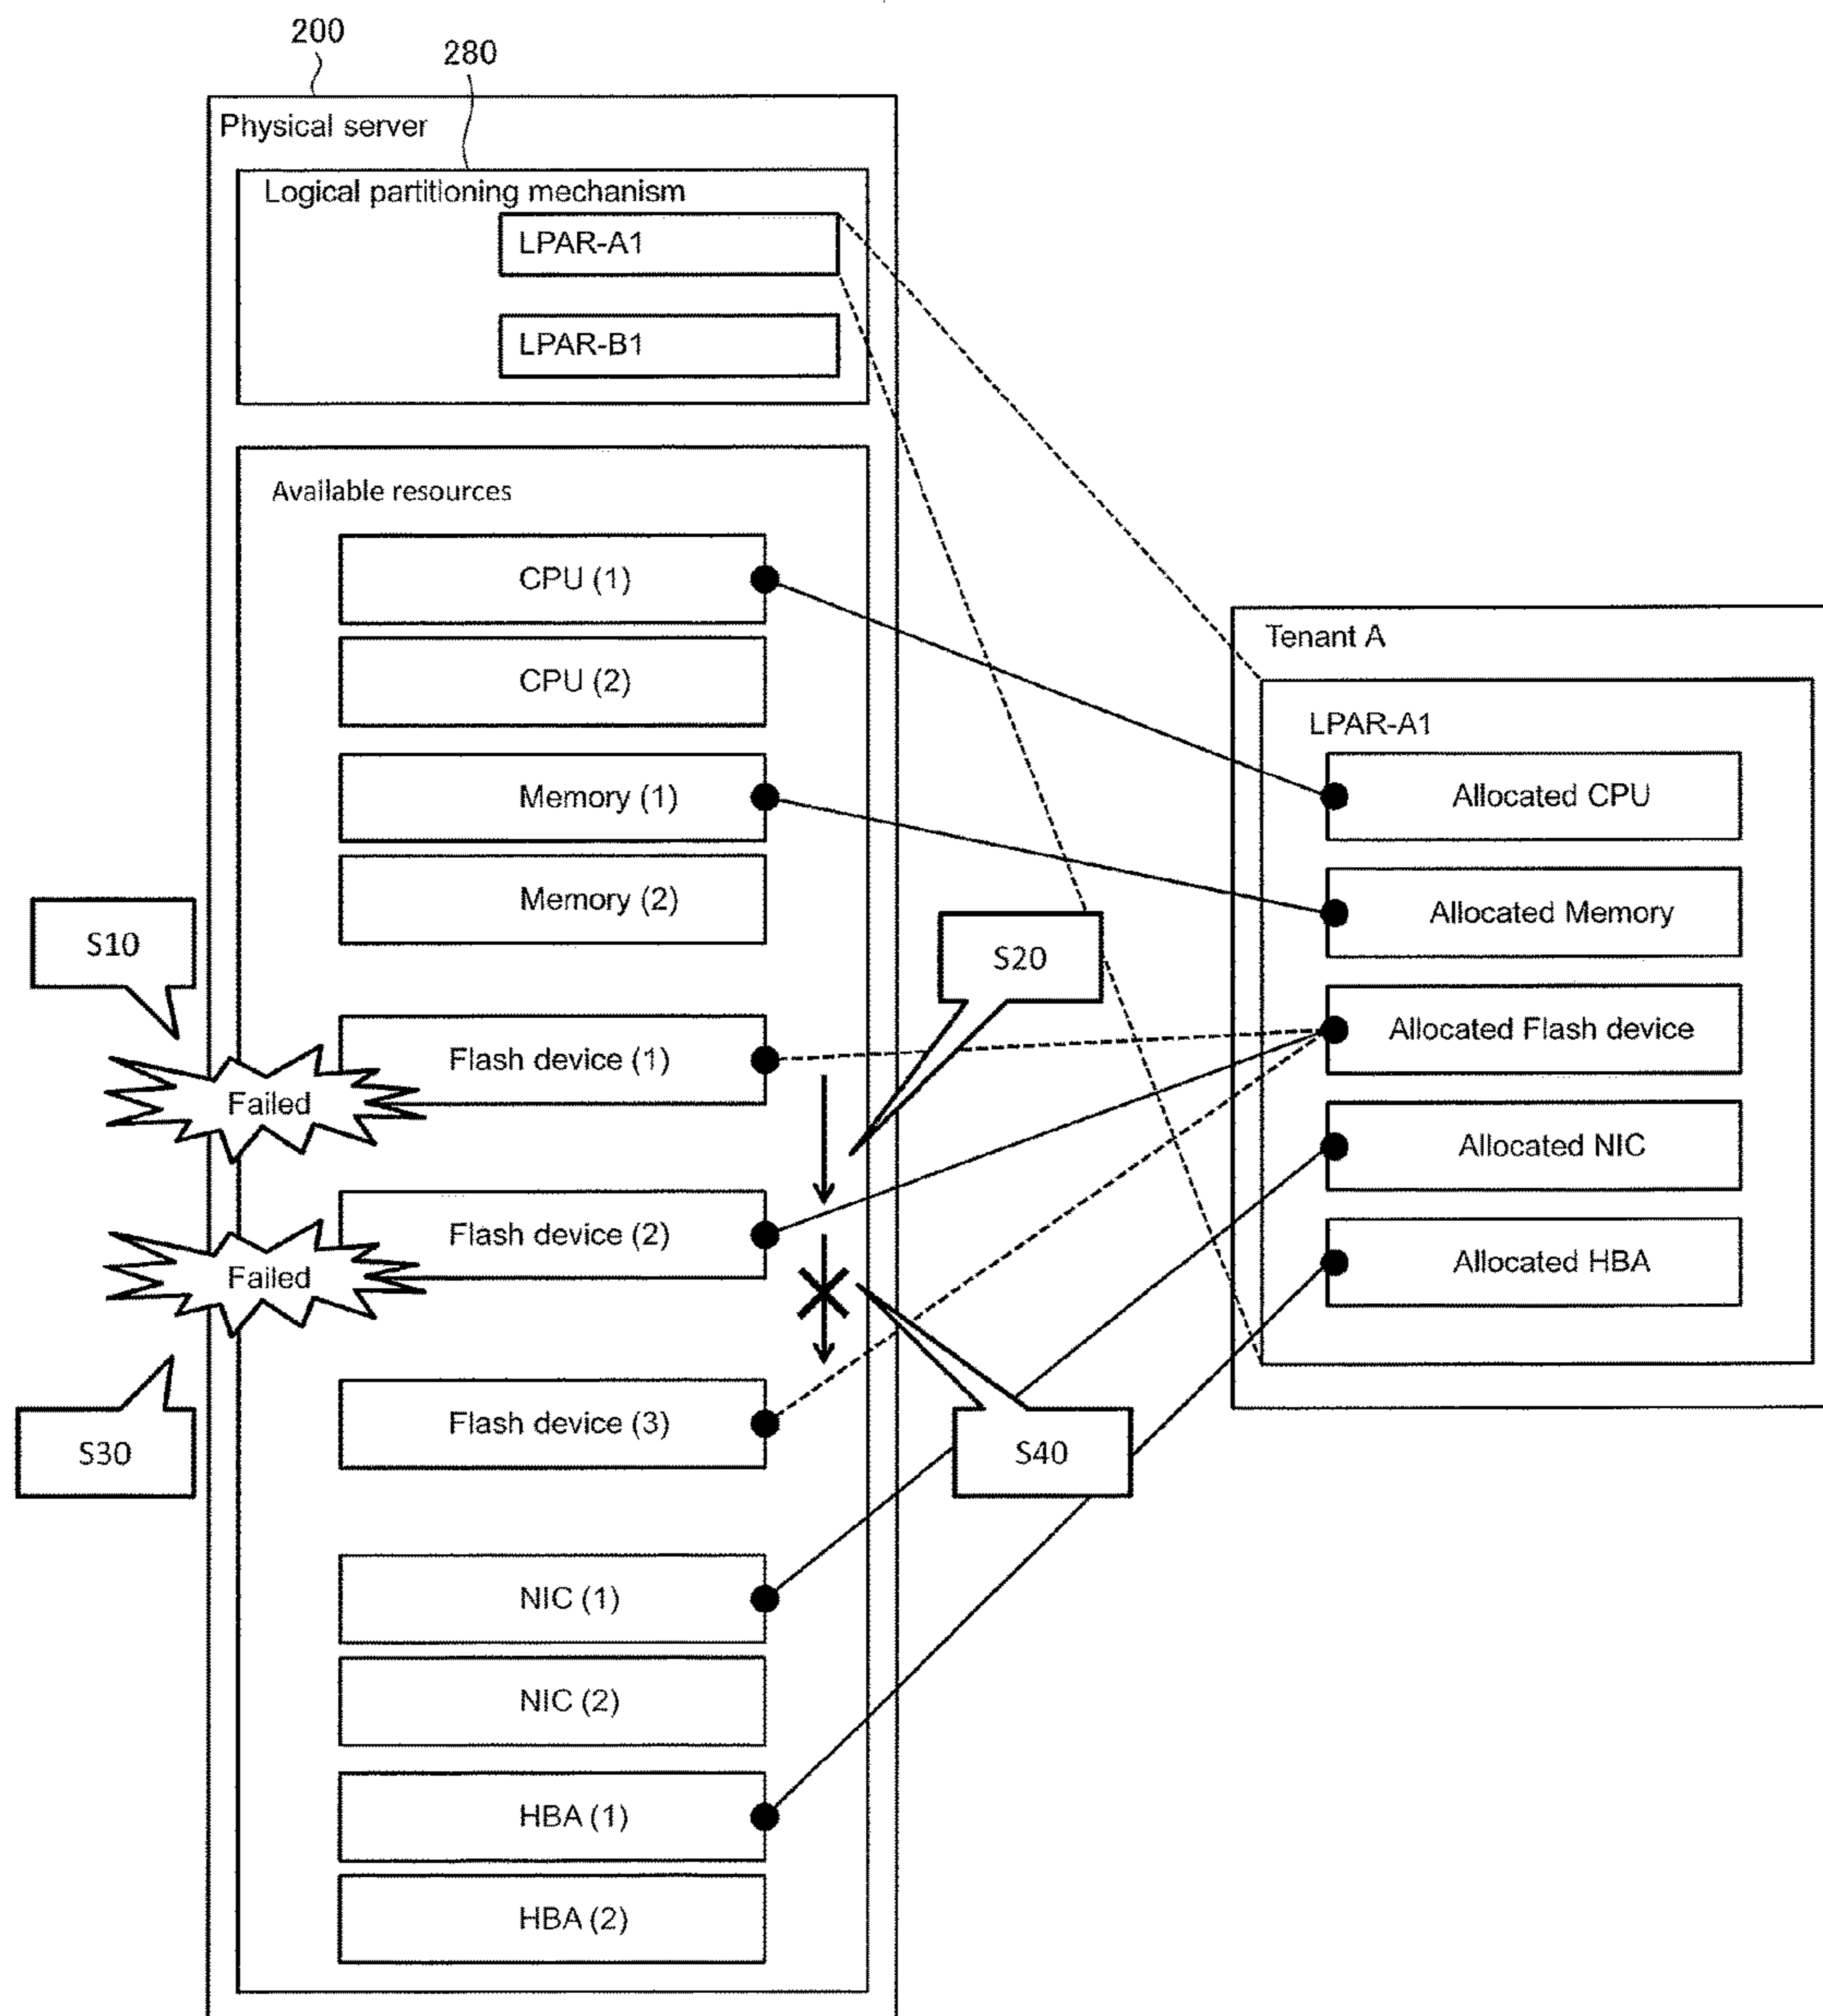 200
280
Physical server
Logical partitioning mechanism
LPAR-A1
LPAR-B1
Available resources
CPU (1)
CPU (2)
Memory (1)
Memory (2)
S10
Flash device (1)
Failed
S20
Flash device (2)
Failed
S30
Flash device (3)
S40
NIC (1)
NIC (2)
HBA (1)
HBA (2)
Tenant A
LPAR-A1
Allocated CPU
Allocated Memory
Allocated Flash device
Allocated NIC
Allocated HBA